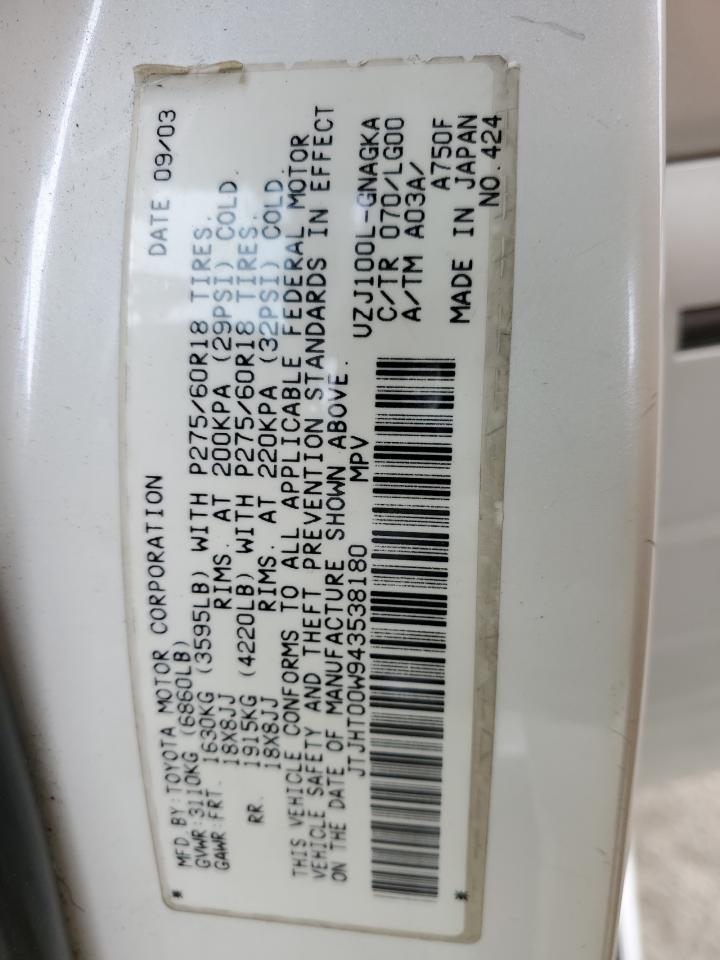 MFD. BY: TOYOTA MOTOR CORPORATION DATE 09/03
GVWR: 3110KG (6860LB)
GAWR: FRT. 1630KG (3595LB) WITH P275/60R18 TIRES.
18X8JJ RIMS. AT 200KPA (29PSI) COLD.
RR. 1915KG (4220LB) WITH P275/60R18 TIRES.
18X8JJ RIMS. AT 220KPA (32PSI) COLD.
THIS VEHICLE CONFORMS TO ALL APPLICABLE FEDERAL MOTOR
VEHICLE SAFETY AND THEFT PREVENTION STANDARDS IN EFFECT
ON THE DATE OF MANUFACTURE SHOWN ABOVE.
JTJHT00W943538180 MPV UZJ100L-GNAGKA
C/TR 070/LG00
A/TM A03A/ A750F
MADE IN JAPAN
NO. 424